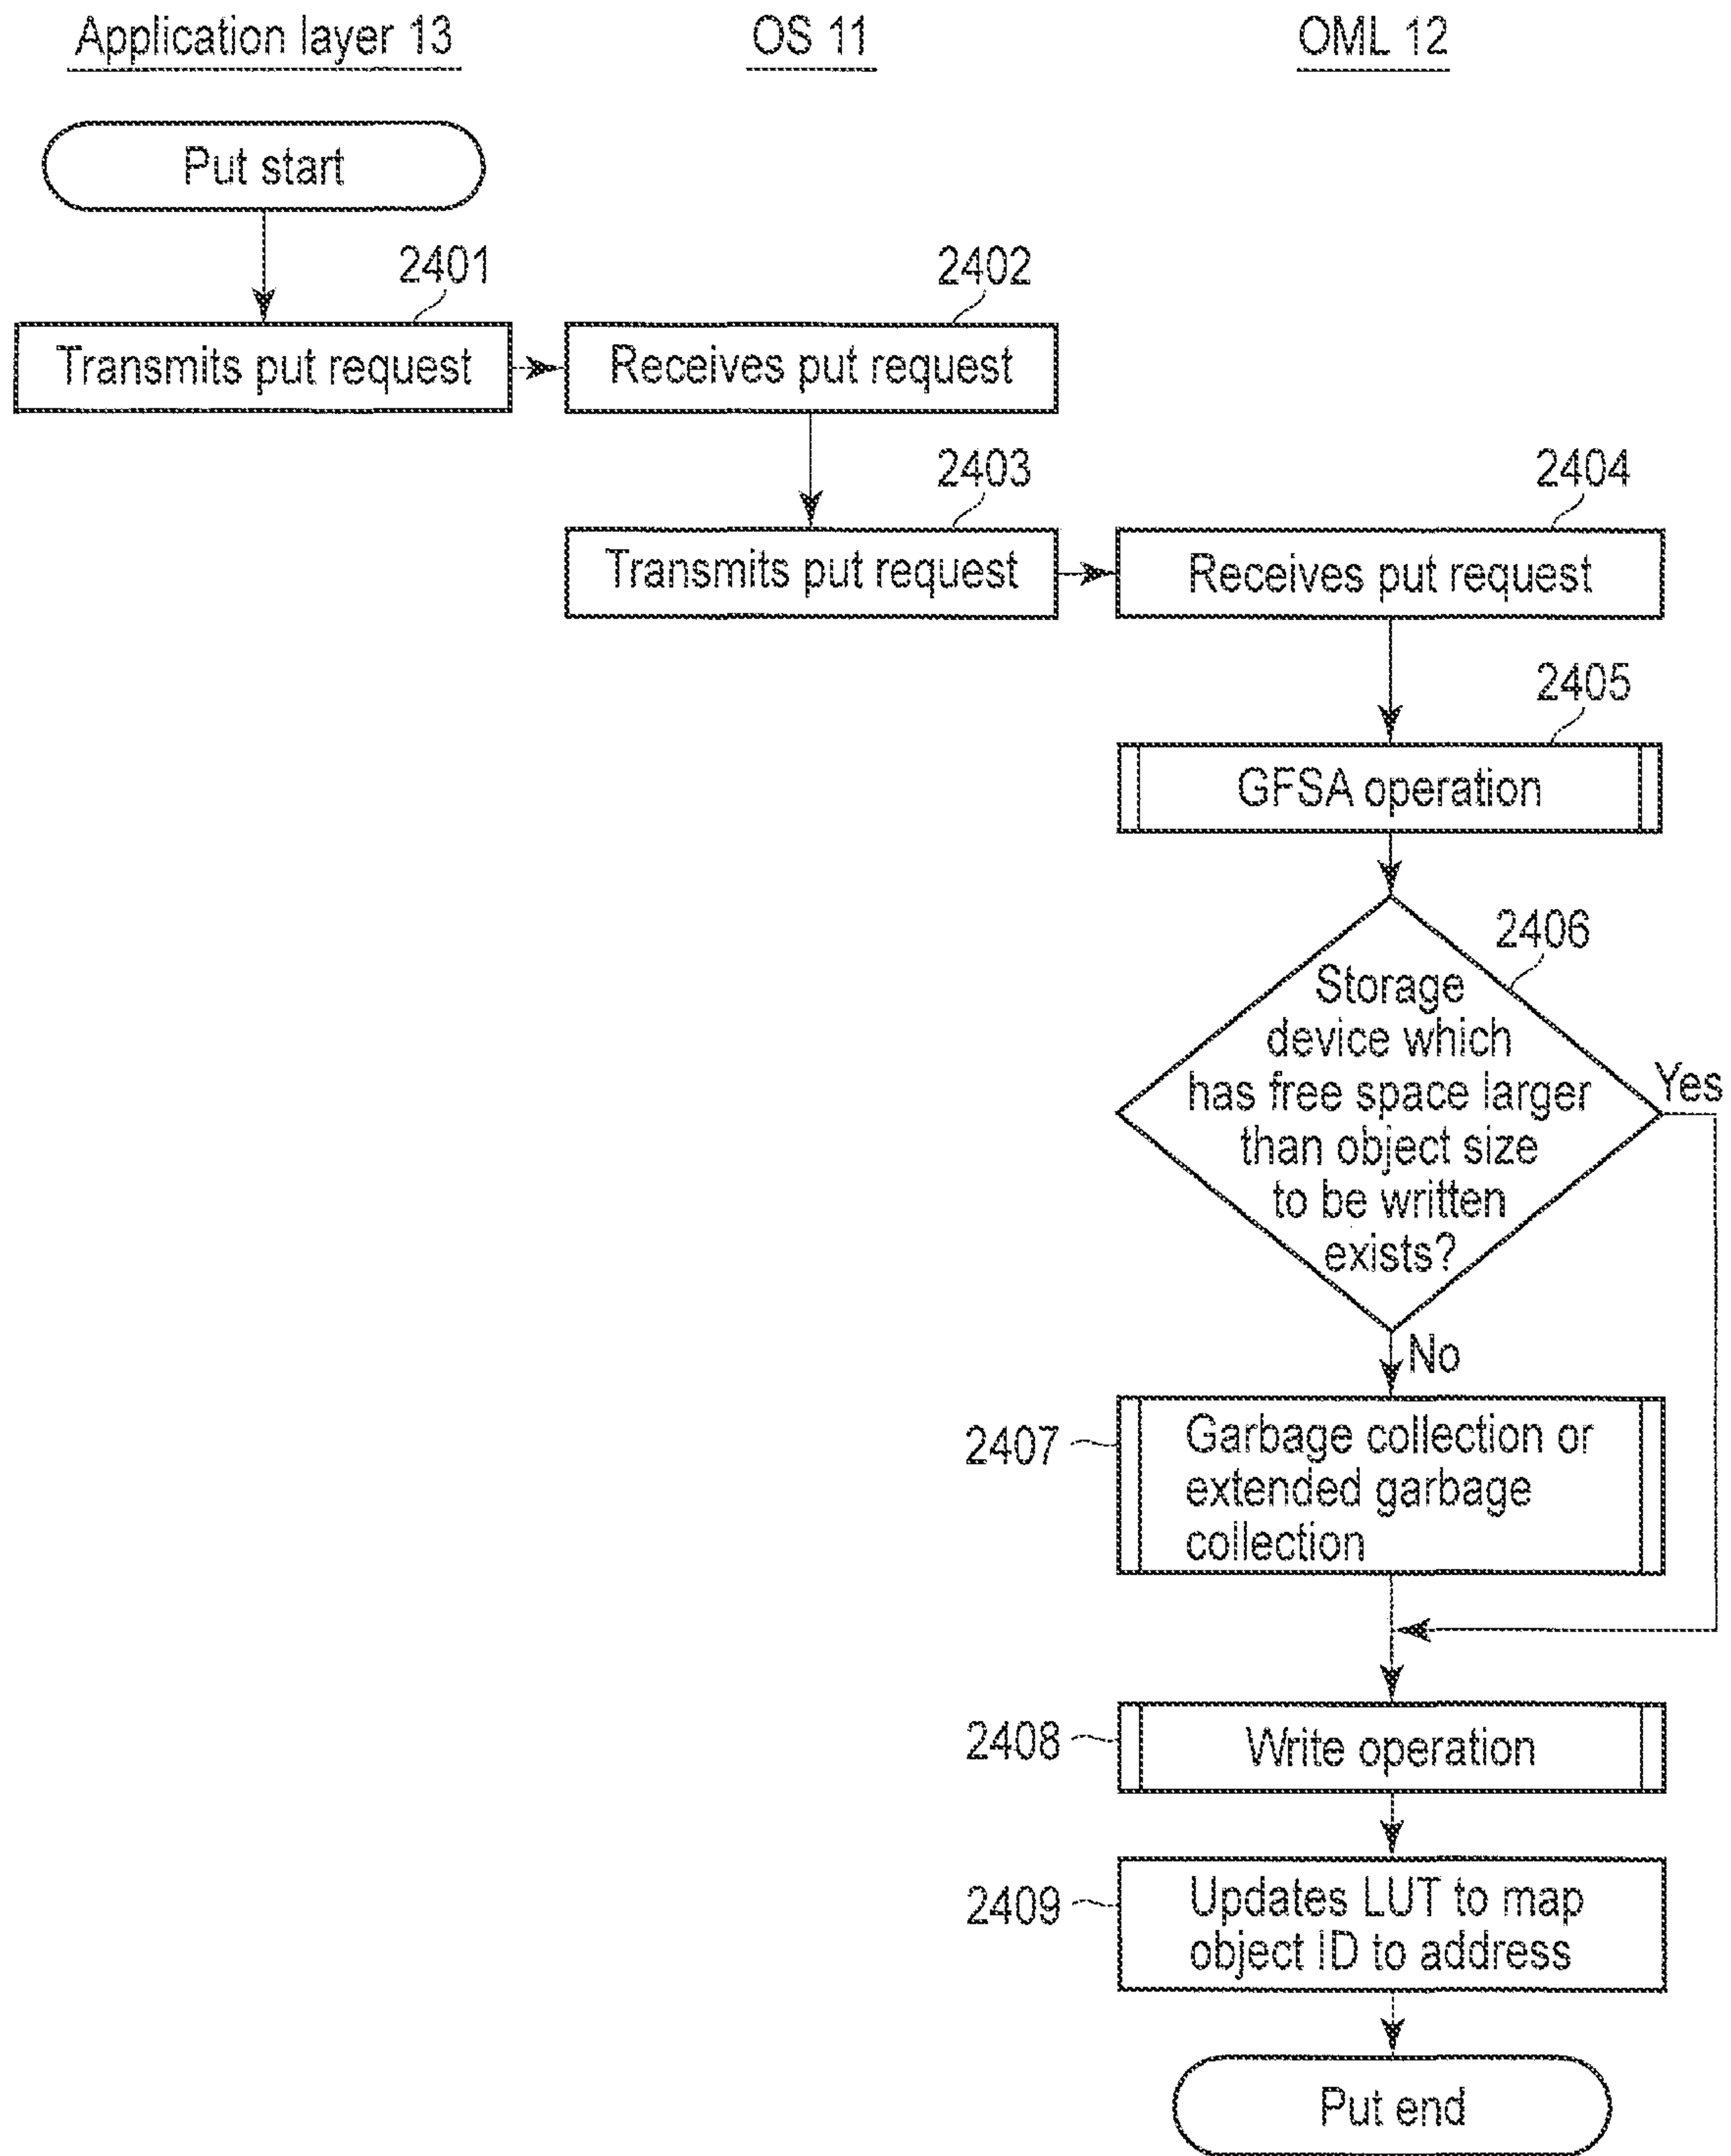 Application layer 13
OS 11
OML 12
Put start
2401
2402
Transmits put request
Receives put request
2403
2404
Transmits put request
Receives put request
2405
GFSA operation
2406
Storage
device which
has free space larger
than object size
to be written
exists?
Yes
No
2407
Garbage collection or
extended garbage
collection
2408
Write operation
2409
Updates LUT to map
object ID to address
Put end